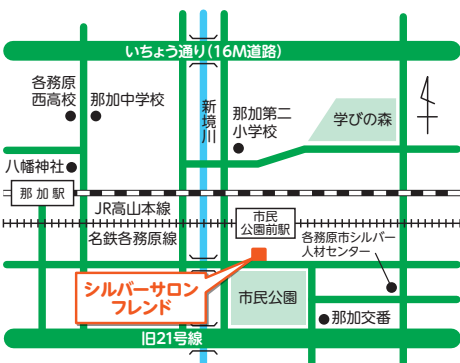 いちょう通り(16M道路)
各務原
西高校
那加中学校
新境川
那加第二
小学校
学びの森
八幡神社
那加駅
JR高山本線
名鉄各務原線
市民
公園前駅
各務原市シルバー
人材センター
シルバーサロン
フレンド
市民公園
那加交番
旧21号線